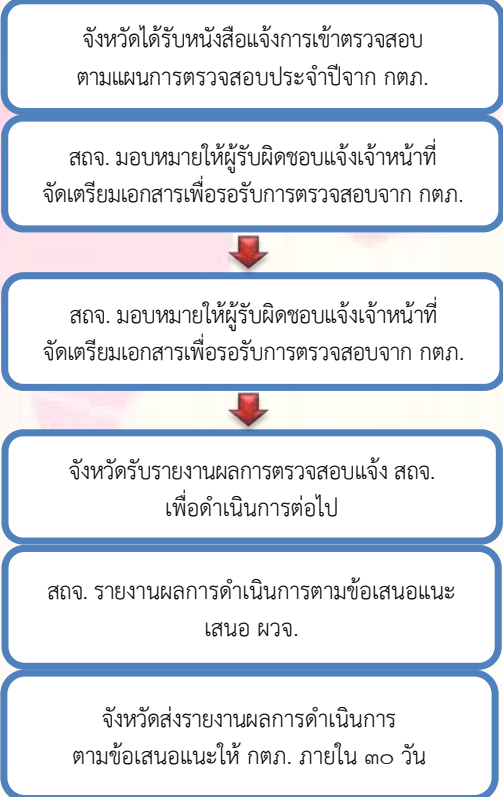 จังหวัดได้รับหนังสือแจ้งการเข้าตรวจสอบ
ตามแผนการตรวจสอบประจำปีจาก กตภ.
สถจ. มอบหมายให้ผู้รับผิดชอบแจ้งเจ้าหน้าที่
จัดเตรียมเอกสารเพื่อรอรับการตรวจสอบจาก กตภ.
สถจ. มอบหมายให้ผู้รับผิดชอบแจ้งเจ้าหน้าที่
จัดเตรียมเอกสารเพื่อรอรับการตรวจสอบจาก กตภ.
จังหวัดรับรายงานผลการตรวจสอบแจ้ง สถจ.
เพื่อดำเนินการต่อไป
สถจ. รายงานผลการดำเนินการตามข้อเสนอแนะ
เสนอ ผวจ.
จังหวัดส่งรายงานผลการดำเนินการ
ตามข้อเสนอแนะให้ กตภ. ภายใน ๓๐ วัน